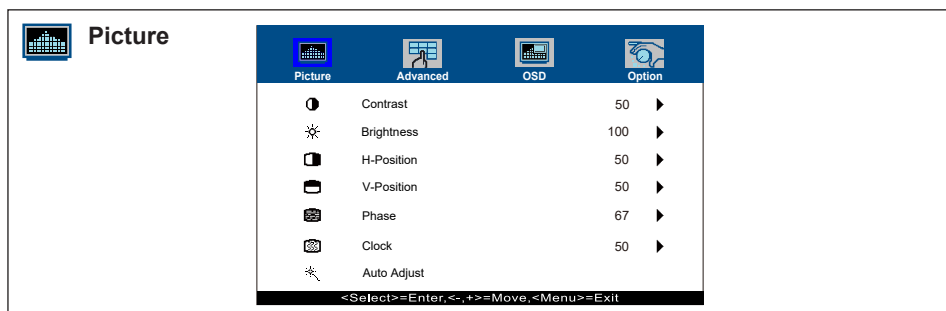 Picture
Picture Advanced OSD Option
Contrast 50
Brightness 100
H-Position 50
V-Position 50
Phase 67
Clock 50
Auto Adjust
<Select>=Enter,<-,+>=Move,<Menu>=Exit